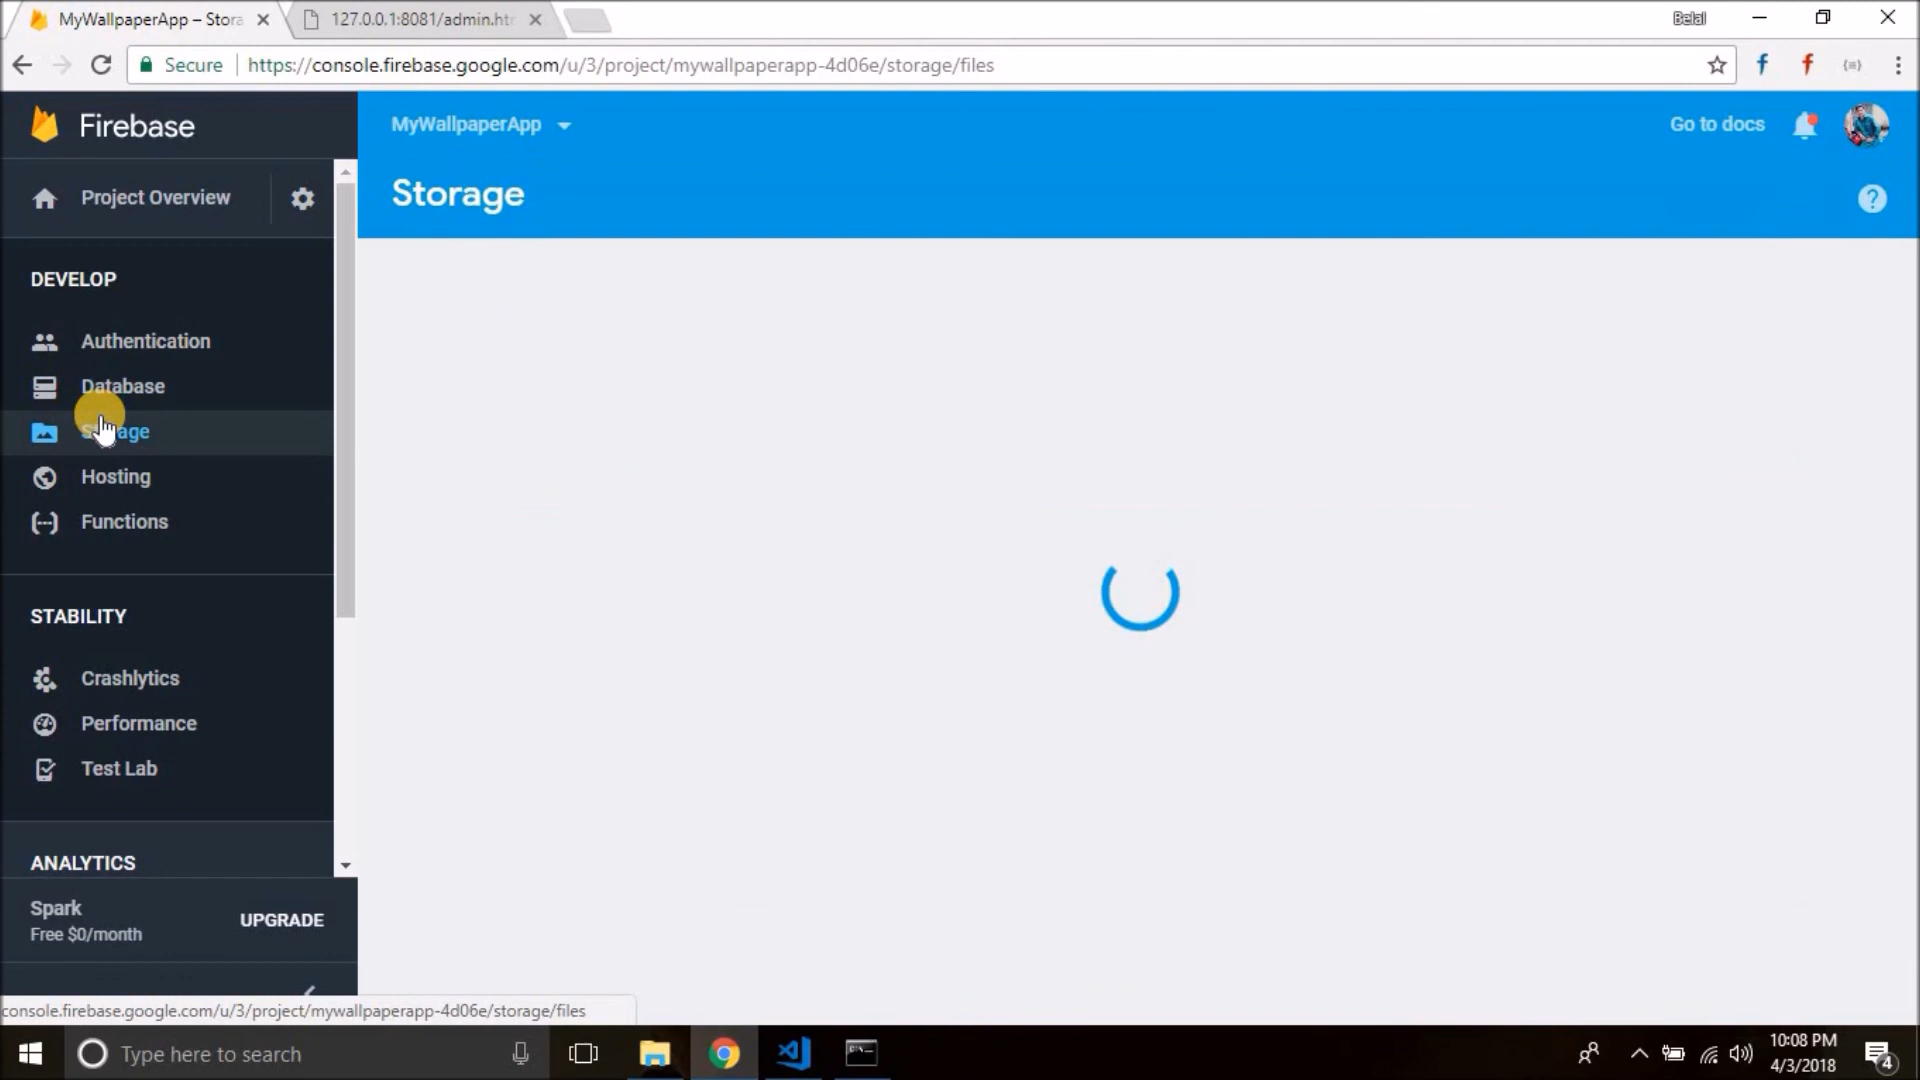 MyWallpaperApp – Stora
127.0.0.1:8081/admin.ht
Belal
Secure
https://console.firebase.google.com/u/3/project/mywallpaperapp-4d06e/storage/files
Firebase
MyWallpaperApp
Go to docs
Project Overview
Storage
DEVELOP
Authentication
Database
Storage
Hosting
Functions
STABILITY
Crashlytics
Performance
Test Lab
ANALYTICS
Spark
Free $0/month
UPGRADE
console.firebase.google.com/u/3/project/mywallpaperapp-4d06e/storage/files
Type here to search
10:08 PM
4/3/2018
4